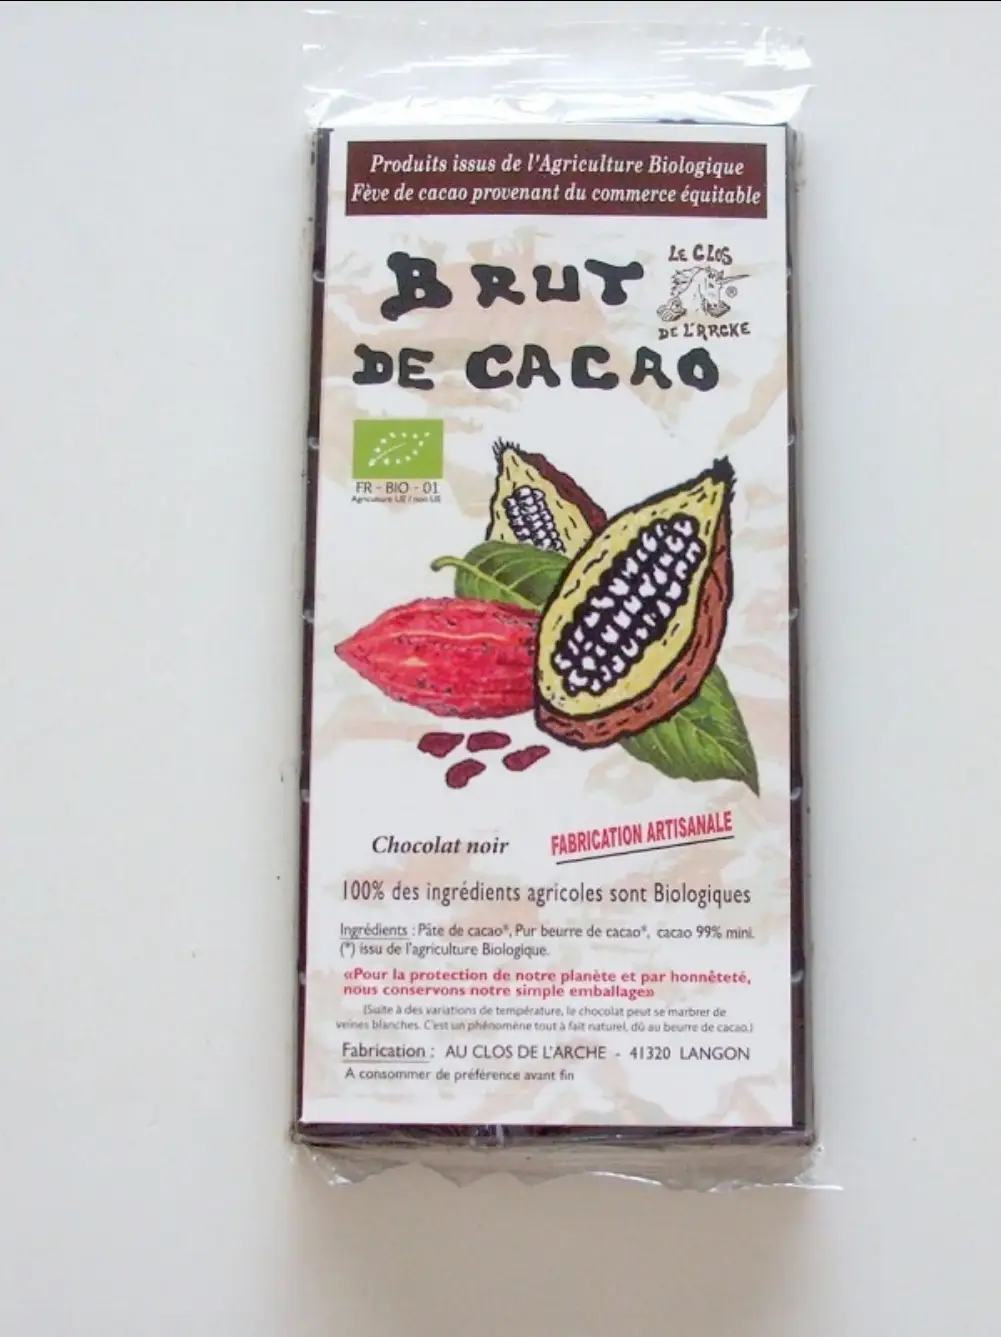 Produits issus de l'Agriculture Biologique
Fève de cacao provenant du commerce équitable
BRUT
LE CLOS
®
DE L'ARCHE
DE CACAO
FR - BIO - 01
Agriculture UE / non UE
Chocolat noir
FABRICATION ARTISANALE
100% des ingrédients agricoles sont Biologiques
Ingrédients : Pâte de cacao*, Pur beurre de cacao*, cacao 99% mini.
(*) issu de l'agriculture Biologique.
«Pour la protection de notre planète et par honnêteté,
nous conservons notre simple emballage»
(Suite à des variations de température, le chocolat peut se marbrer de
veines blanches. C'est un phénomène tout à fait naturel, dû au beurre de cacao.)
Fabrication : AU CLOS DE L'ARCHE - 41320 LANGON
A consommer de préférence avant fin